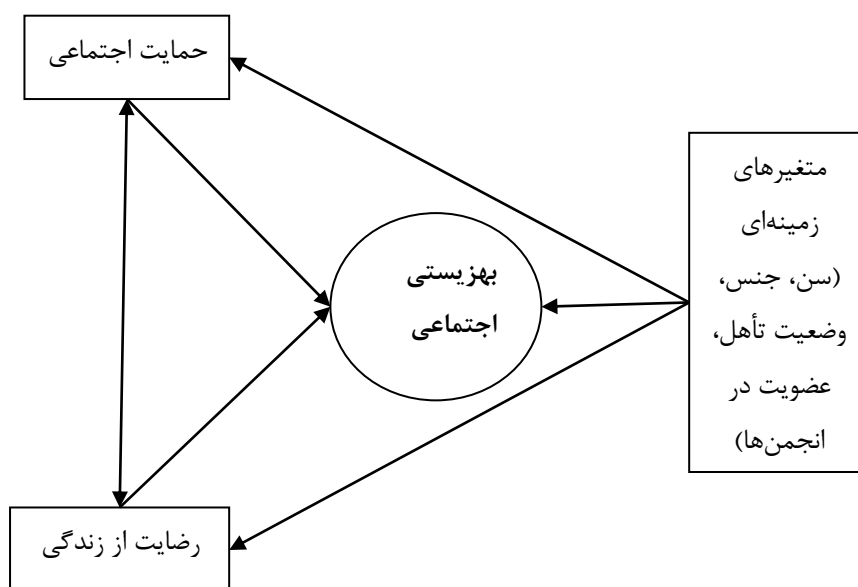 حمایت اجتماعی
متغیرهای
زمینه‌ای
(سن، جنس،
وضعیت تأهل،
عضویت در
انجمن‌ها)
بهزیستی
اجتماعی
رضایت از زندگی